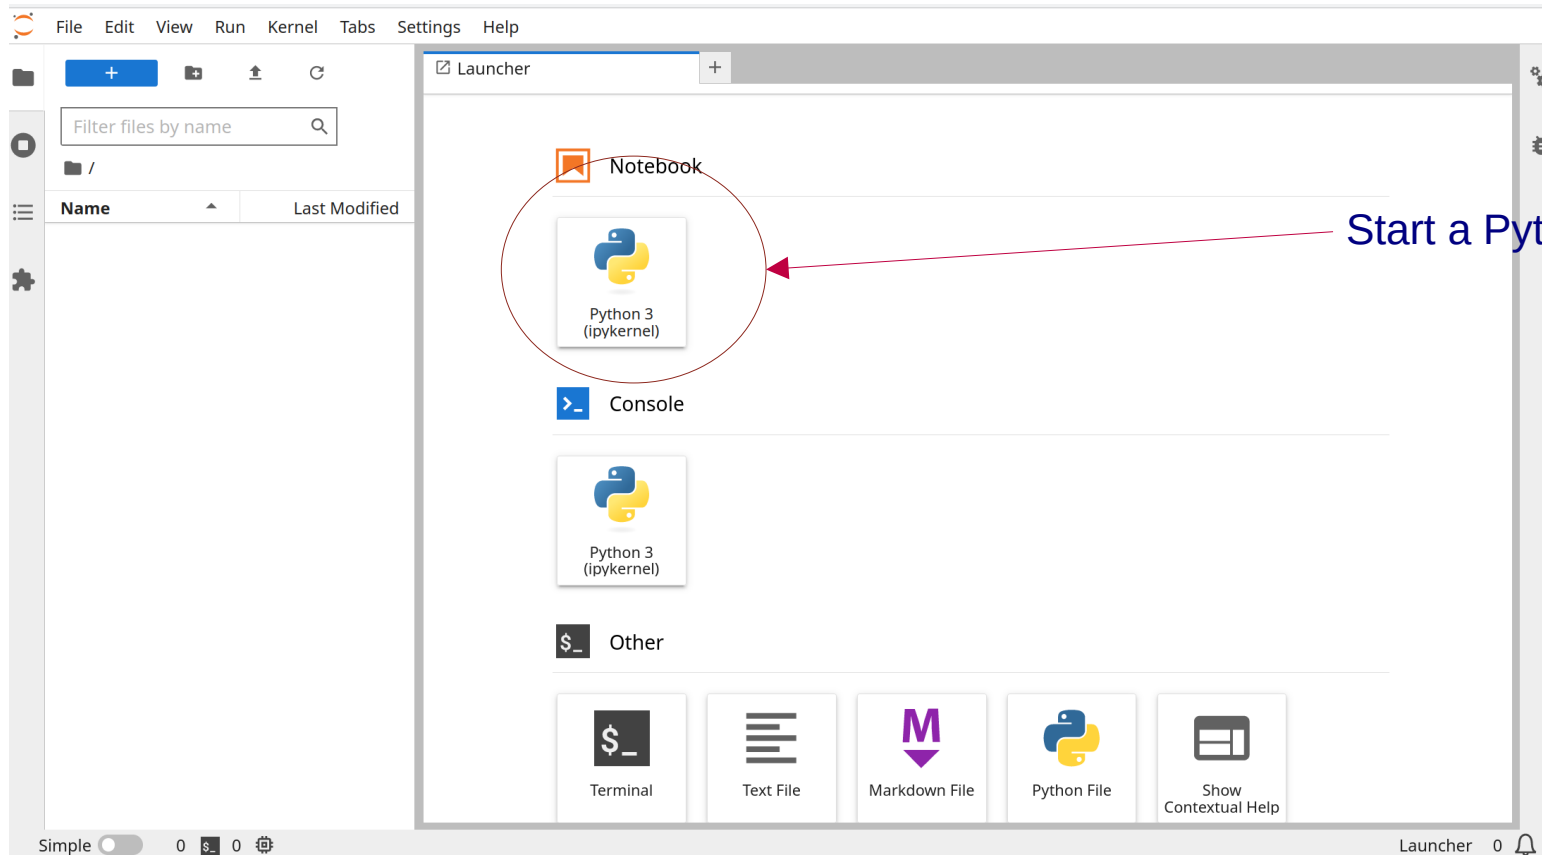 File Edit View Run Kernel Tabs Settings Help
Launcher
Filter files by name
/
Name Last Modified
Notebook
Start a
Python 3
(ipykernel)
Console
Python 3
(ipykernel)
Other
$_
Terminal
Text File
M
Markdown File
Python File
Show
Contextual Help
Simple 0 $_ 0
Launcher 0